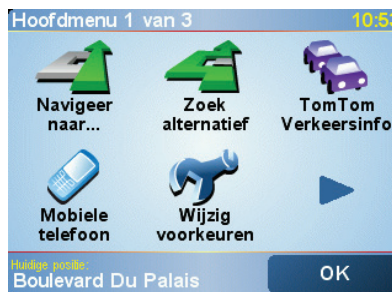 Hoofdmenu 1 van 3
10:53
Navigeer naar...
Zoek alternatief
TomTom Verkeersinfo
Mobiele telefoon
Wijzig voorkeuren
Huidige positie:
Boulevard Du Palais
OK